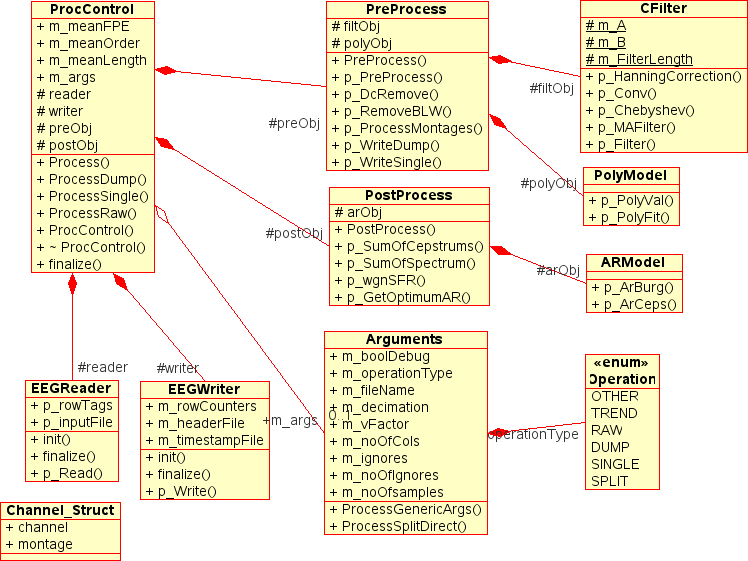 ProcControl
+ m_meanFPE
+ m_meanOrder
+ m_meanLength
+ m_args
# reader
# writer
# preObj
# postObj
+ Process()
+ ProcessDump()
+ ProcessSingle()
+ ProcessRaw()
+ ProcControl()
+ ~ ProcControl()
+ finalize()
PreProcess
# filtObj
# polyObj
+ PreProcess()
+ p_PreProcess()
+ p_DcRemove()
+ p_RemoveBLW()
+ p_ProcessMontages()
+ p_WriteDump()
+ p_WriteSingle()
CFilter
# m_A
# m_B
# m_FilterLength
+ p_HanningCorrection()
+ p_Conv()
+ p_Chebyshev()
+ p_MAFilter()
+ p_Filter()
#preObj
#filtObj
#polyObj
PolyModel
+ p_PolyVal()
+ p_PolyFit()
#postObj
PostProcess
# arObj
+ PostProcess()
+ p_SumOfCepstrums()
+ p_SumOfSpectrum()
+ p_wgnSFR()
+ p_GetOptimumAR()
#arObj
ARModel
+ p_ArBurg()
+ p_ArCeps()
#reader
#writer
EEGReader
+ p_rowTags
+ p_inputFile
+ init()
+ finalize()
+ p_Read()
EEGWriter
+ m_rowCounters
+ m_headerFile
+ m_timestampFile
+ init()
+ finalize()
+ p_Write()
+m_args
0..1
Arguments
+ m_boolDebug
+ m_operationType
+ m_fileName
+ m_decimation
+ m_vFactor
+ m_noOfCols
+ m_ignores
+ m_noOfIgnores
+ m_noOfsamples
+ ProcessGenericArgs()
+ ProcessSplitDirect()
operationType
«enum»
Operation
OTHER
TREND
RAW
DUMP
SINGLE
SPLIT
Channel_Struct
+ channel
+ montage